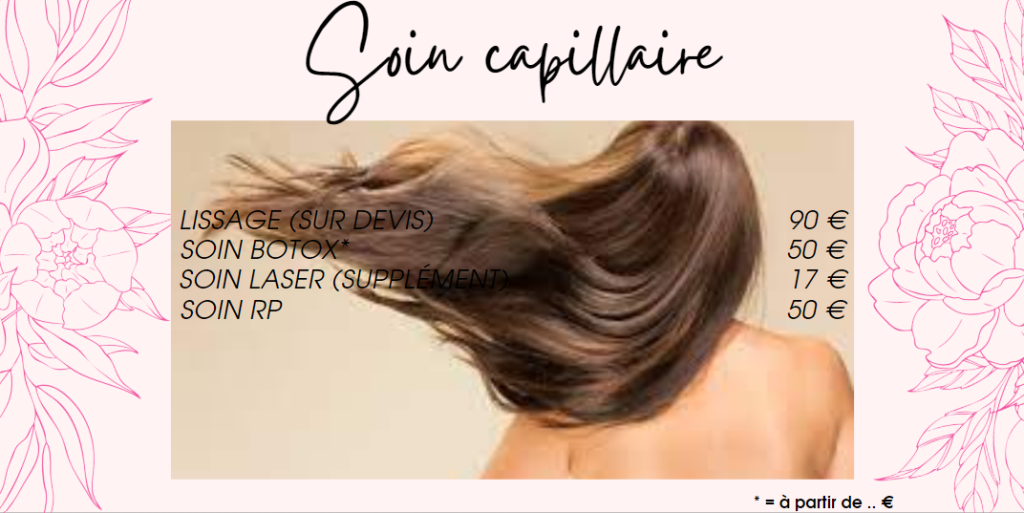 Soin capillaire
LISSAGE (SUR DEVIS) 90 €
SOIN BOTOX* 50 €
SOIN LASER (SUPPLÉMENT) 17 €
SOIN RP 50 €
* = à partir de .. €